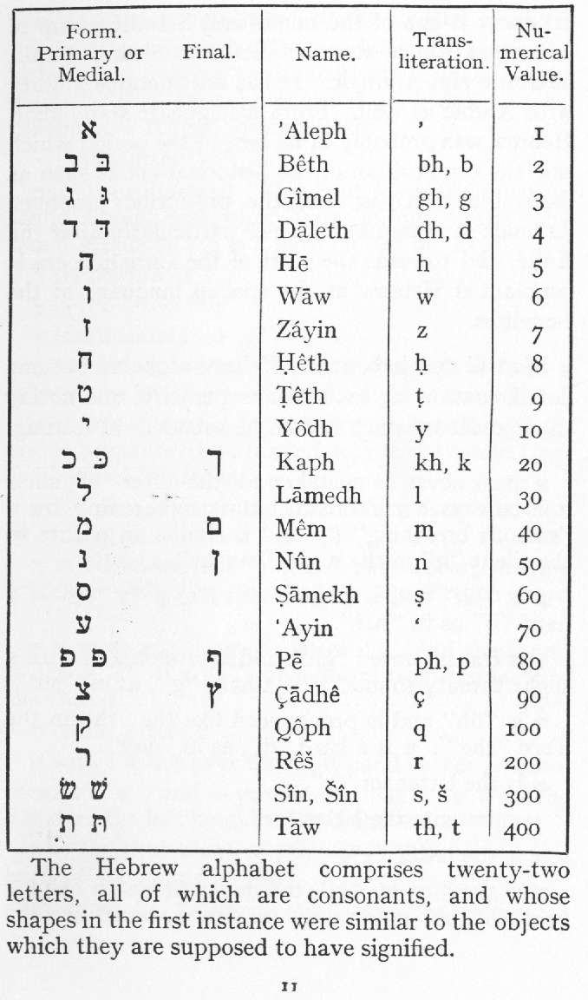 Form. Primary or Medial. Final. Name. Trans-literation. Nu-merical Value.
א ’Aleph ’ 1
ב בּ Bêth bh, b 2
ג גּ Gîmel gh, g 3
ד דּ Dāleth dh, d 4
ה Hē h 5
ו Wāw w 6
ז Záyin z 7
ח Ḥêth ḥ 8
ט Ṭêth ṭ 9
י Yôdh y 10
כ כּ ך Kaph kh, k 20
ל Lāmedh l 30
מ ם Mêm m 40
נ ן Nûn n 50
ס Ṣāmekh ṣ 60
ע ‘Ayin ‘ 70
פ פּ ף Pē ph, p 80
צ ץ Çādhê ç 90
ק Qôph q 100
ר Rêš r 200
שׂ שׁ Sîn, Šîn s, š 300
ת תּ Tāw th, t 400
The Hebrew alphabet comprises twenty-two
letters, all of which are consonants, and whose
shapes in the first instance were similar to the objects
which they are supposed to have signified.
11